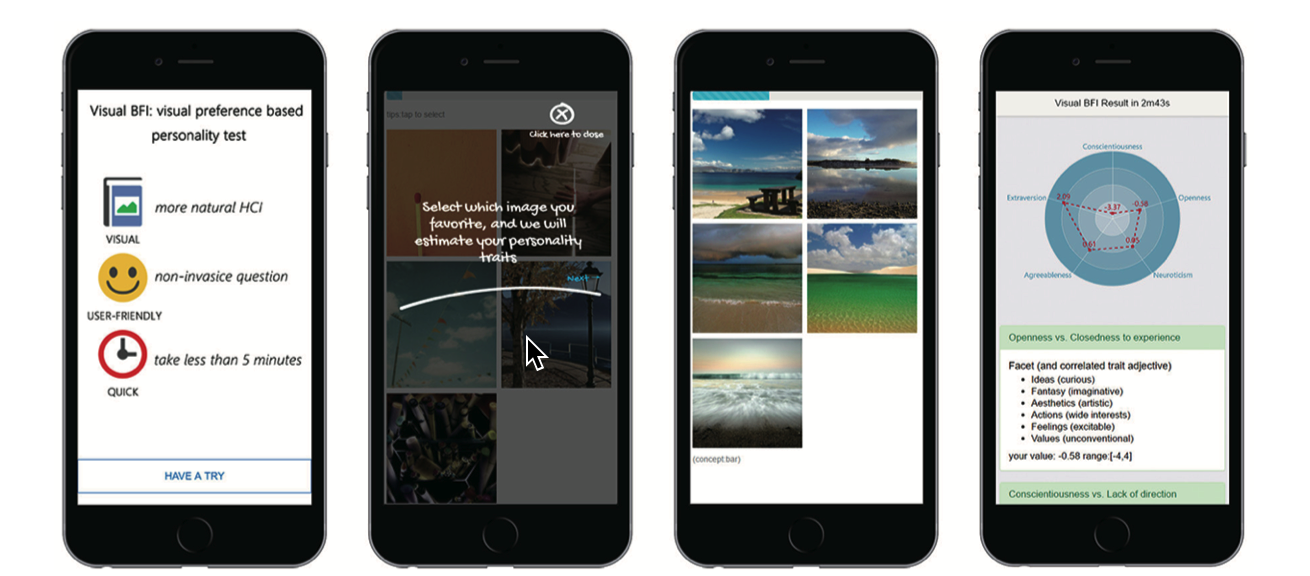 Visual BFI: visual preference based
personality test
more natural HCI
VISUAL
non-invasice question
USER-FRIENDLY
take less than 5 minutes
QUICK
HAVE A TRY
tips:tap to select
Click here to close
Select which image you
favorite, and we will
estimate your personality
traits
Next
(concept:bar)
Visual BFI Result in 2m43s
Conscientiousness
Extraversion
2.09
-3.37
-0.58
Openness
0.61
0.05
Agreeableness
Neuroticism
Openness vs. Closedness to experience
Facet (and correlated trait adjective)
• Ideas (curious)
• Fantasy (imaginative)
• Aesthetics (artistic)
• Actions (wide interests)
• Feelings (excitable)
• Values (unconventional)
your value: -0.58 range:[-4,4]
Conscientiousness vs. Lack of direction